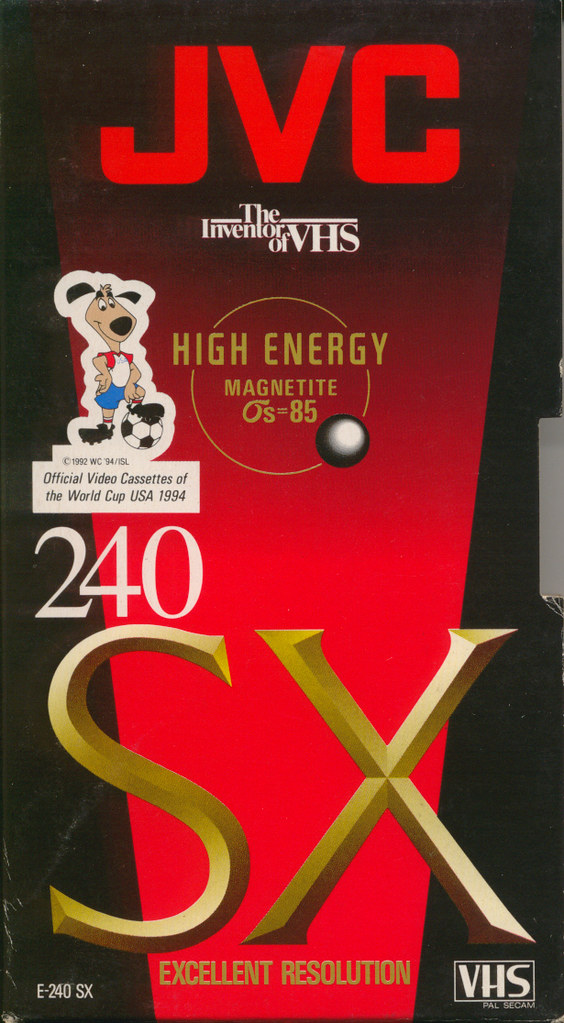 JVC
The
Inventor
of VHS
HIGH ENERGY
MAGNETITE
σs=85
©1992 WC '94/ISL
Official Video Cassettes of
the World Cup USA 1994
240
SX
EXCELLENT RESOLUTION
E-240 SX
VHS
PAL SECAM